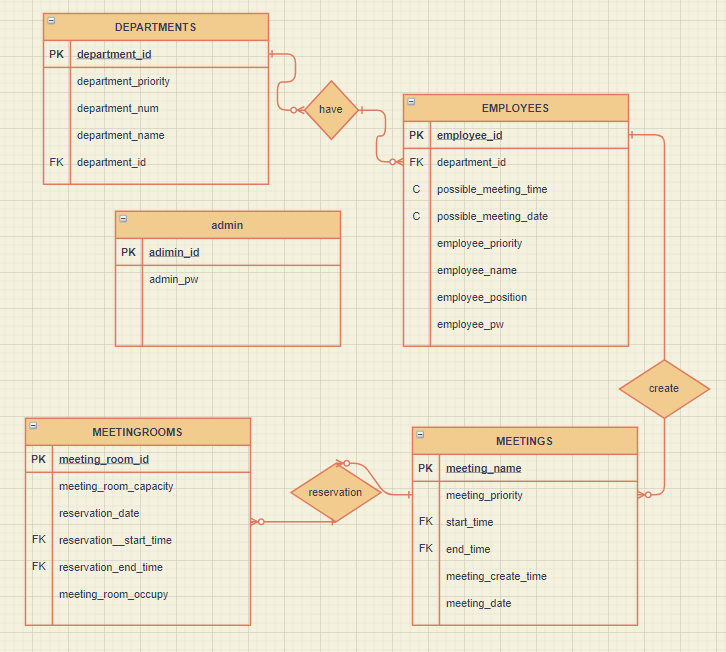 DEPARTMENTS
PK department_id
department_priority
department_num
department_name
FK department_id
have
EMPLOYEES
PK employee_id
FK department_id
C possible_meeting_time
C possible_meeting_date
employee_priority
employee_name
employee_position
employee_pw
admin
PK adimin_id
admin_pw
create
MEETINGROOMS
PK meeting_room_id
meeting_room_capacity
reservation_date
FK reservation__start_time
FK reservation_end_time
meeting_room_occupy
reservation
MEETINGS
PK meeting_name
meeting_priority
FK start_time
FK end_time
meeting_create_time
meeting_date